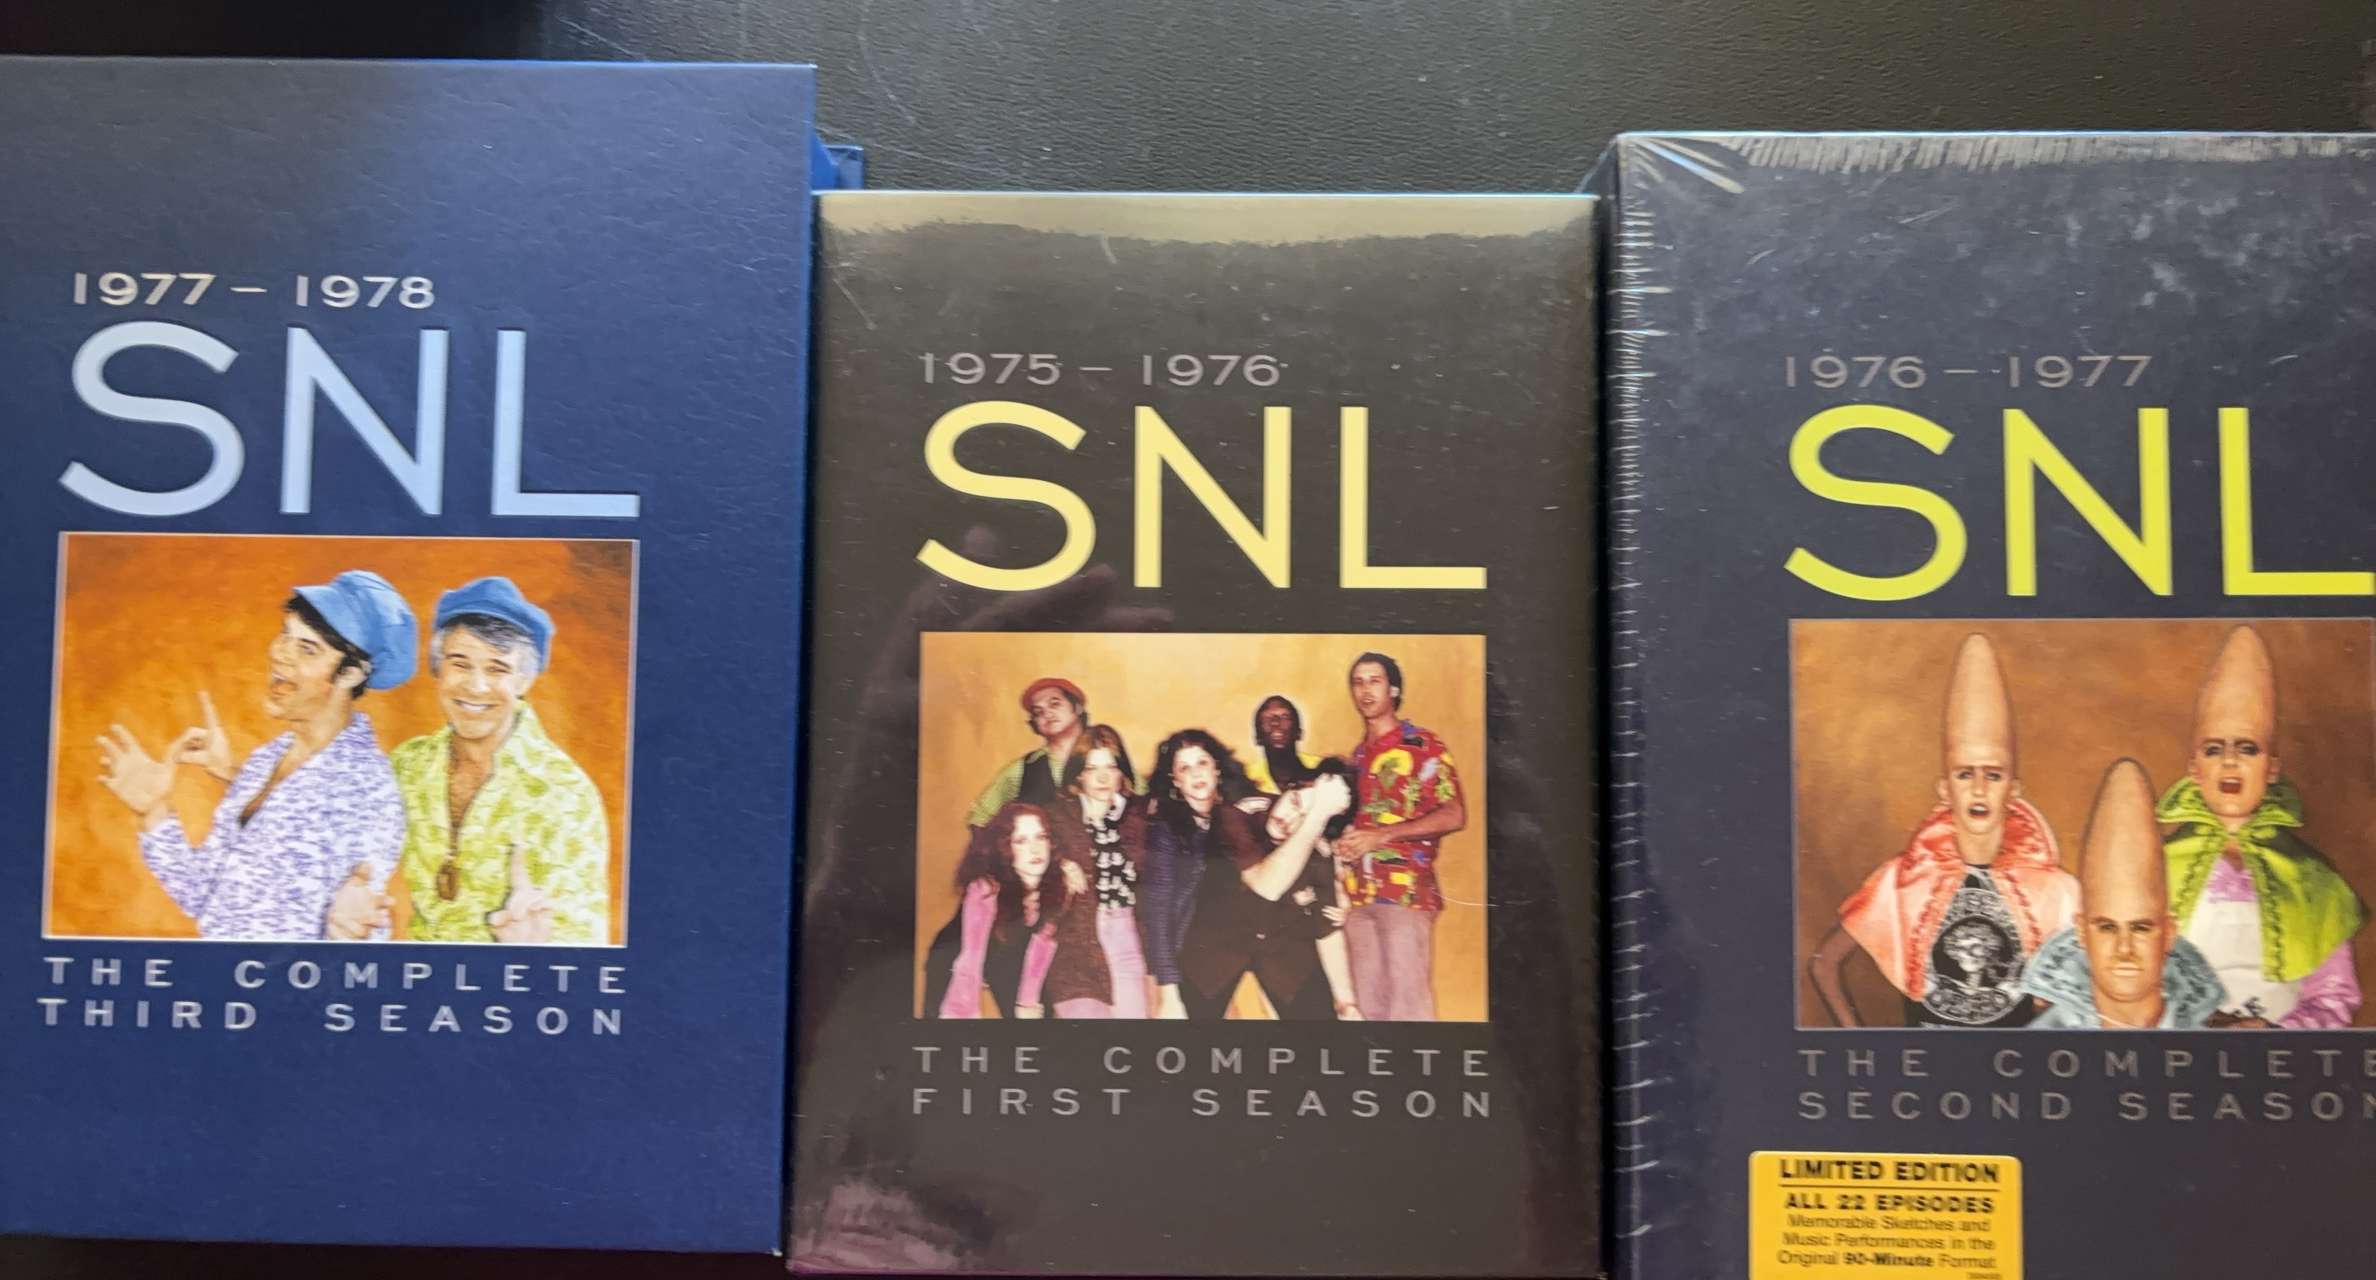 1977 – 1978
SNL
THE COMPLETE
THIRD SEASON
1975 – 1976
SNL
THE COMPLETE
FIRST SEASON
1976 – 1977
SNL
THE COMPLETE
SECOND SEASON
LIMITED EDITION
ALL 22 EPISODES
Memorable Sketches and
Music Performances in the
Original 90-Minute Format